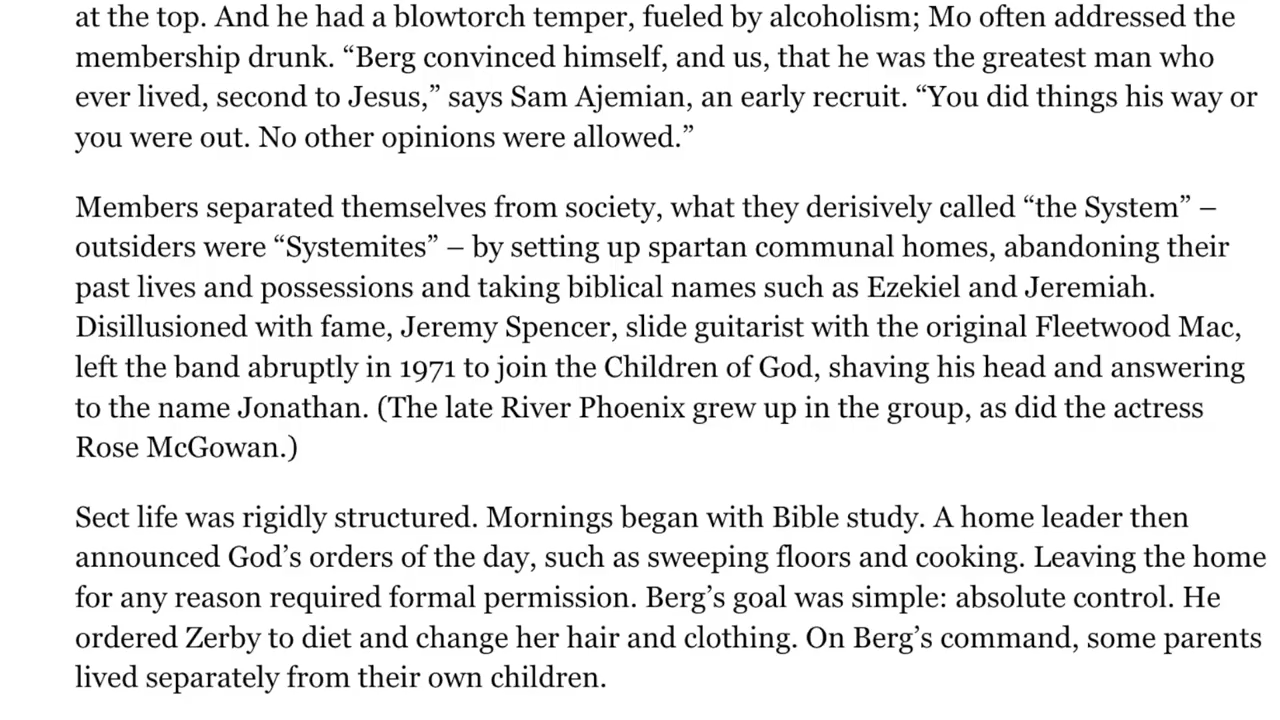 at the top. And he had a blowtorch temper, fueled by alcoholism; Mo often addressed the
membership drunk. “Berg convinced himself, and us, that he was the greatest man who
ever lived, second to Jesus,” says Sam Ajemian, an early recruit. “You did things his way or
you were out. No other opinions were allowed.”
Members separated themselves from society, what they derisively called “the System” –
outsiders were “Systemites” – by setting up spartan communal homes, abandoning their
past lives and possessions and taking biblical names such as Ezekiel and Jeremiah.
Disillusioned with fame, Jeremy Spencer, slide guitarist with the original Fleetwood Mac,
left the band abruptly in 1971 to join the Children of God, shaving his head and answering
to the name Jonathan. (The late River Phoenix grew up in the group, as did the actress
Rose McGowan.)
Sect life was rigidly structured. Mornings began with Bible study. A home leader then
announced God’s orders of the day, such as sweeping floors and cooking. Leaving the home
for any reason required formal permission. Berg’s goal was simple: absolute control. He
ordered Zerby to diet and change her hair and clothing. On Berg’s command, some parents
lived separately from their own children.